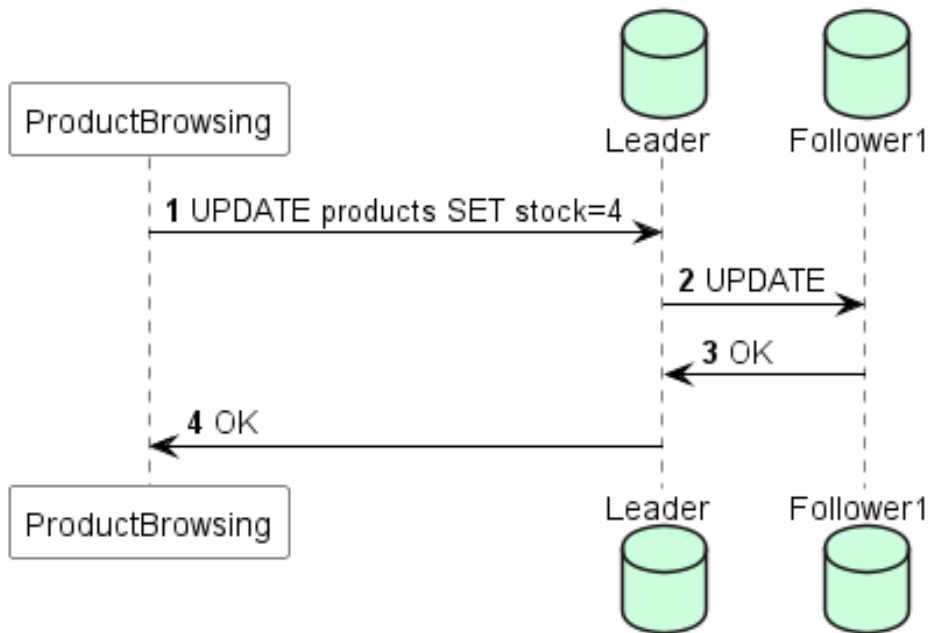 Leader Follower1
ProductBrowsing
1 UPDATE products SET stock=4
2 UPDATE
3 OK
4 OK
ProductBrowsing
Leader Follower1